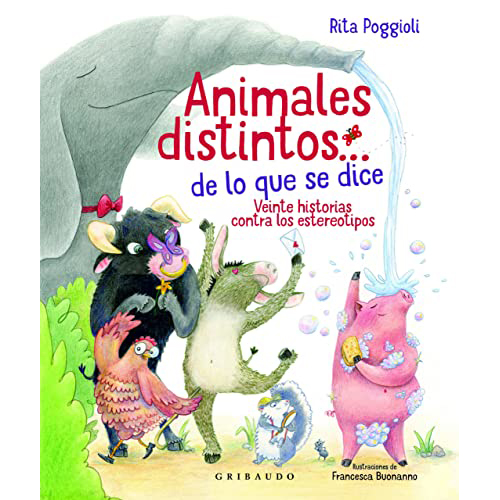 Rita Poggioli
Animales
distintos...
de lo que se dice
Veinte historias
contra los estereotipos
Ilustraciones de
Francesca Buonanno
GRIBAUDO